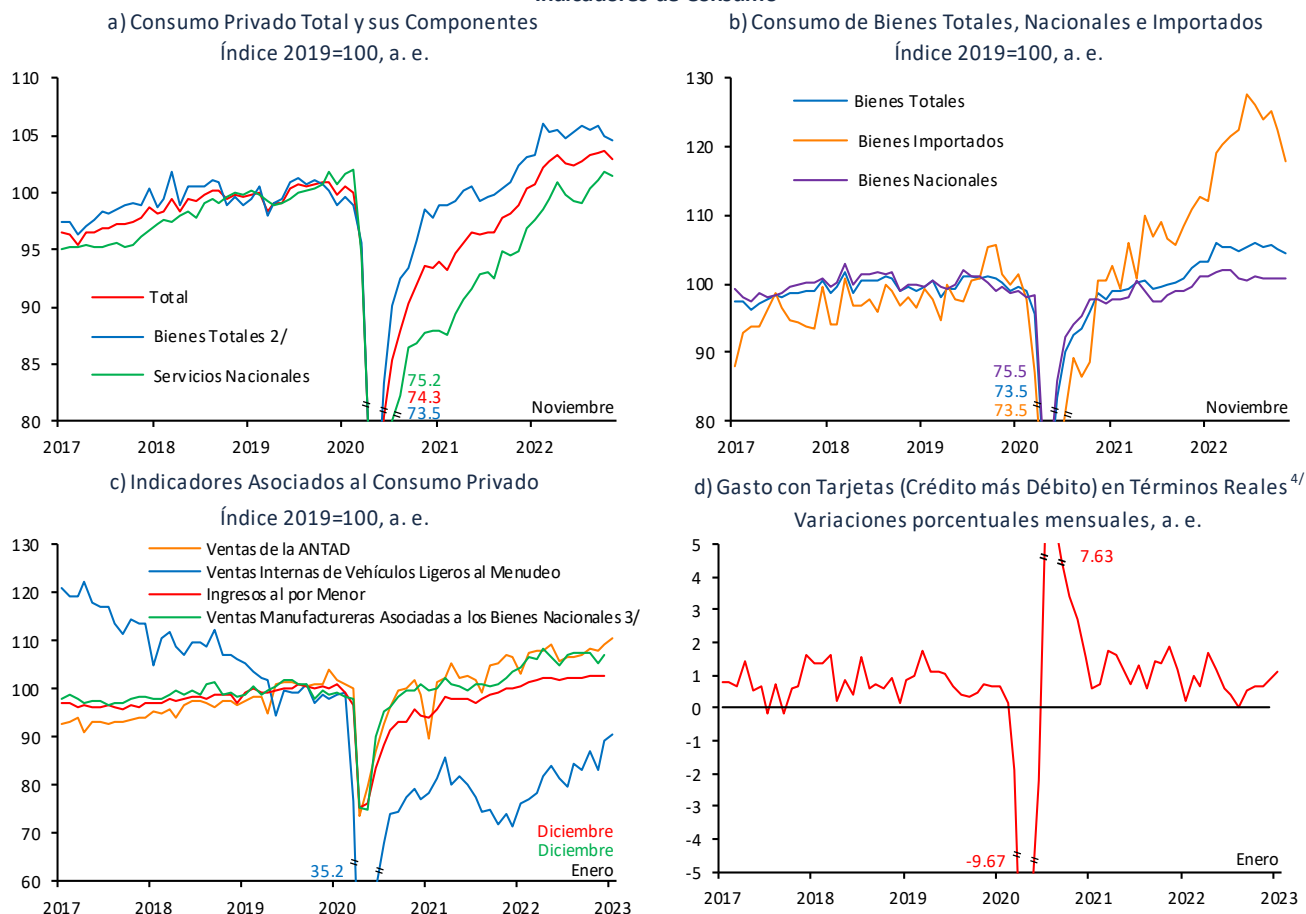 Indicadores de Consumo
a) Consumo Privado Total y sus Componentes
Índice 2019=100, a. e.
110
105
100
95
90
85
80
Total
Bienes Totales 2/
Servicios Nacionales
75.2
74.3
73.5
Noviembre
2017 2018 2019 2020 2021 2022
b) Consumo de Bienes Totales, Nacionales e Importados
Índice 2019=100, a. e.
130
120
110
100
90
80
Bienes Totales
Bienes Importados
Bienes Nacionales
75.5
73.5
73.5
Noviembre
2017 2018 2019 2020 2021 2022
c) Indicadores Asociados al Consumo Privado
Índice 2019=100, a. e.
130
120
110
100
90
80
70
60
Ventas de la ANTAD
Ventas Internas de Vehículos Ligeros al Menudeo
Ingresos al por Menor
Ventas Manufactureras Asociadas a los Bienes Nacionales 3/
35.2
Diciembre
Diciembre
Enero
2017 2018 2019 2020 2021 2022 2023
d) Gasto con Tarjetas (Crédito más Débito) en Términos Reales 4/
Variaciones porcentuales mensuales, a. e.
5
4
3
2
1
0
-1
-2
-3
-4
-5
7.63
-9.67
Enero
2017 2018 2019 2020 2021 2022 2023